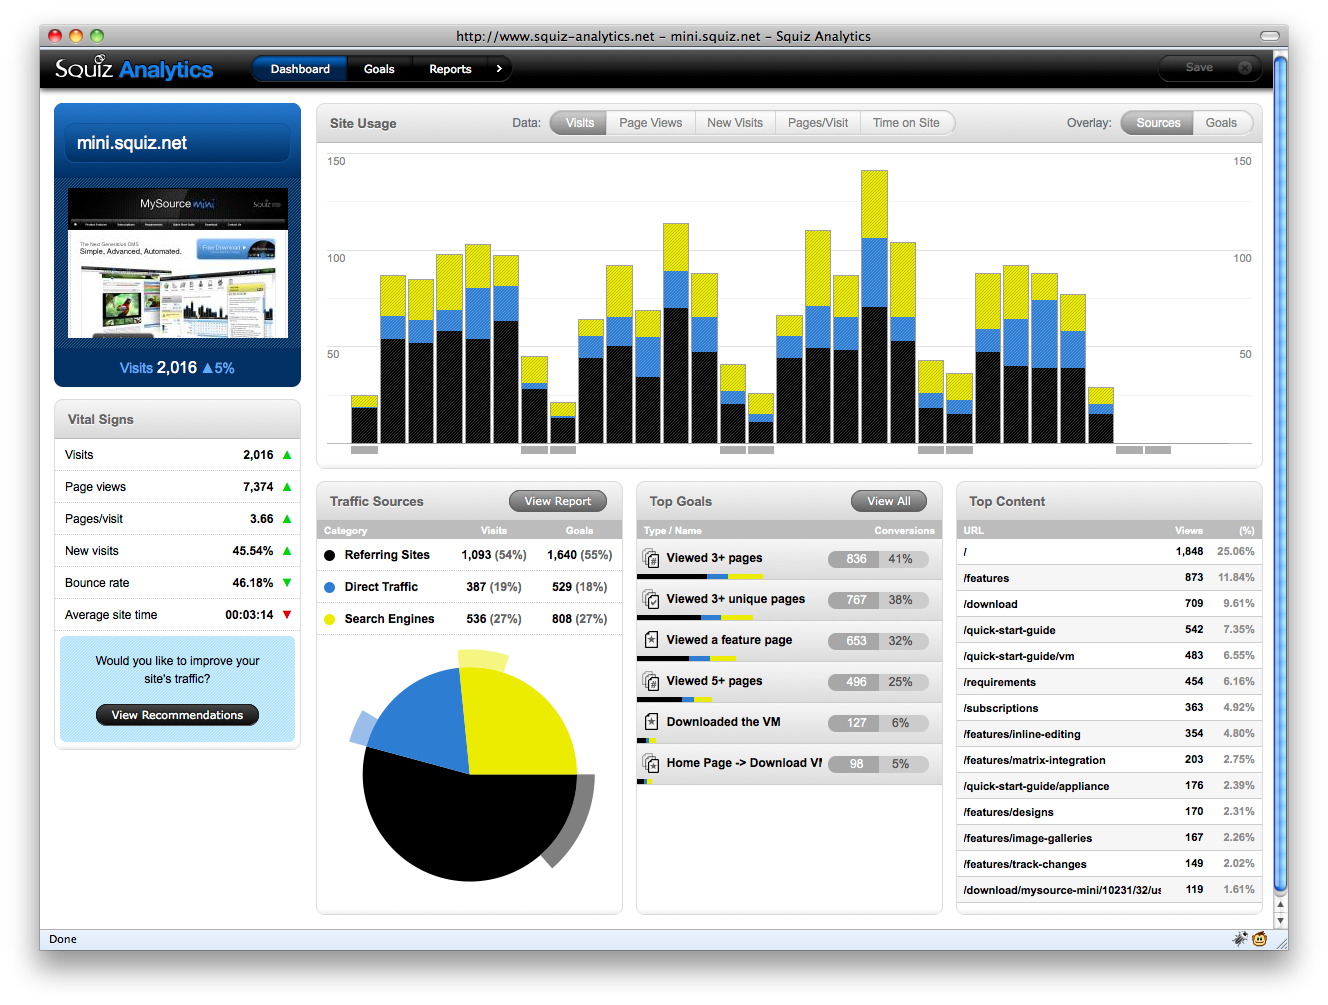 http://www.squiz-analytics.net – mini.squiz.net – Squiz Analytics
Squiz Analytics
Dashboard Goals Reports >
Save
mini.squiz.net
MySource mini
Squiz
Product Features Subscriptions Requirements Quick Start Guide Download Contact Us
The Next Generation CMS
Simple, Advanced, Automated.
Free Download
Visits 2,016 ▲5%
Vital Signs
Visits 2,016 ▲
Page views 7,374 ▲
Pages/visit 3.66 ▲
New visits 45.54% ▲
Bounce rate 46.18% ▼
Average site time 00:03:14 ▼
Would you like to improve your
site's traffic?
View Recommendations
Site Usage
Data: Visits Page Views New Visits Pages/Visit Time on Site
Overlay: Sources Goals
150 150
100 100
50 50
Traffic Sources View Report
Category Visits Goals
Referring Sites 1,093 (54%) 1,640 (55%)
Direct Traffic 387 (19%) 529 (18%)
Search Engines 536 (27%) 808 (27%)
Top Goals View All
Type / Name Conversions
Viewed 3+ pages 836 41%
Viewed 3+ unique pages 767 38%
Viewed a feature page 653 32%
Viewed 5+ pages 496 25%
Downloaded the VM 127 6%
Home Page -> Download VM 98 5%
Top Content
URL Views (%)
/ 1,848 25.06%
/features 873 11.84%
/download 709 9.61%
/quick-start-guide 542 7.35%
/quick-start-guide/vm 483 6.55%
/requirements 454 6.16%
/subscriptions 363 4.92%
/features/inline-editing 354 4.80%
/features/matrix-integration 203 2.75%
/quick-start-guide/appliance 176 2.39%
/features/designs 170 2.31%
/features/image-galleries 167 2.26%
/features/track-changes 149 2.02%
/download/mysource-mini/10231/32/us 119 1.61%
Done